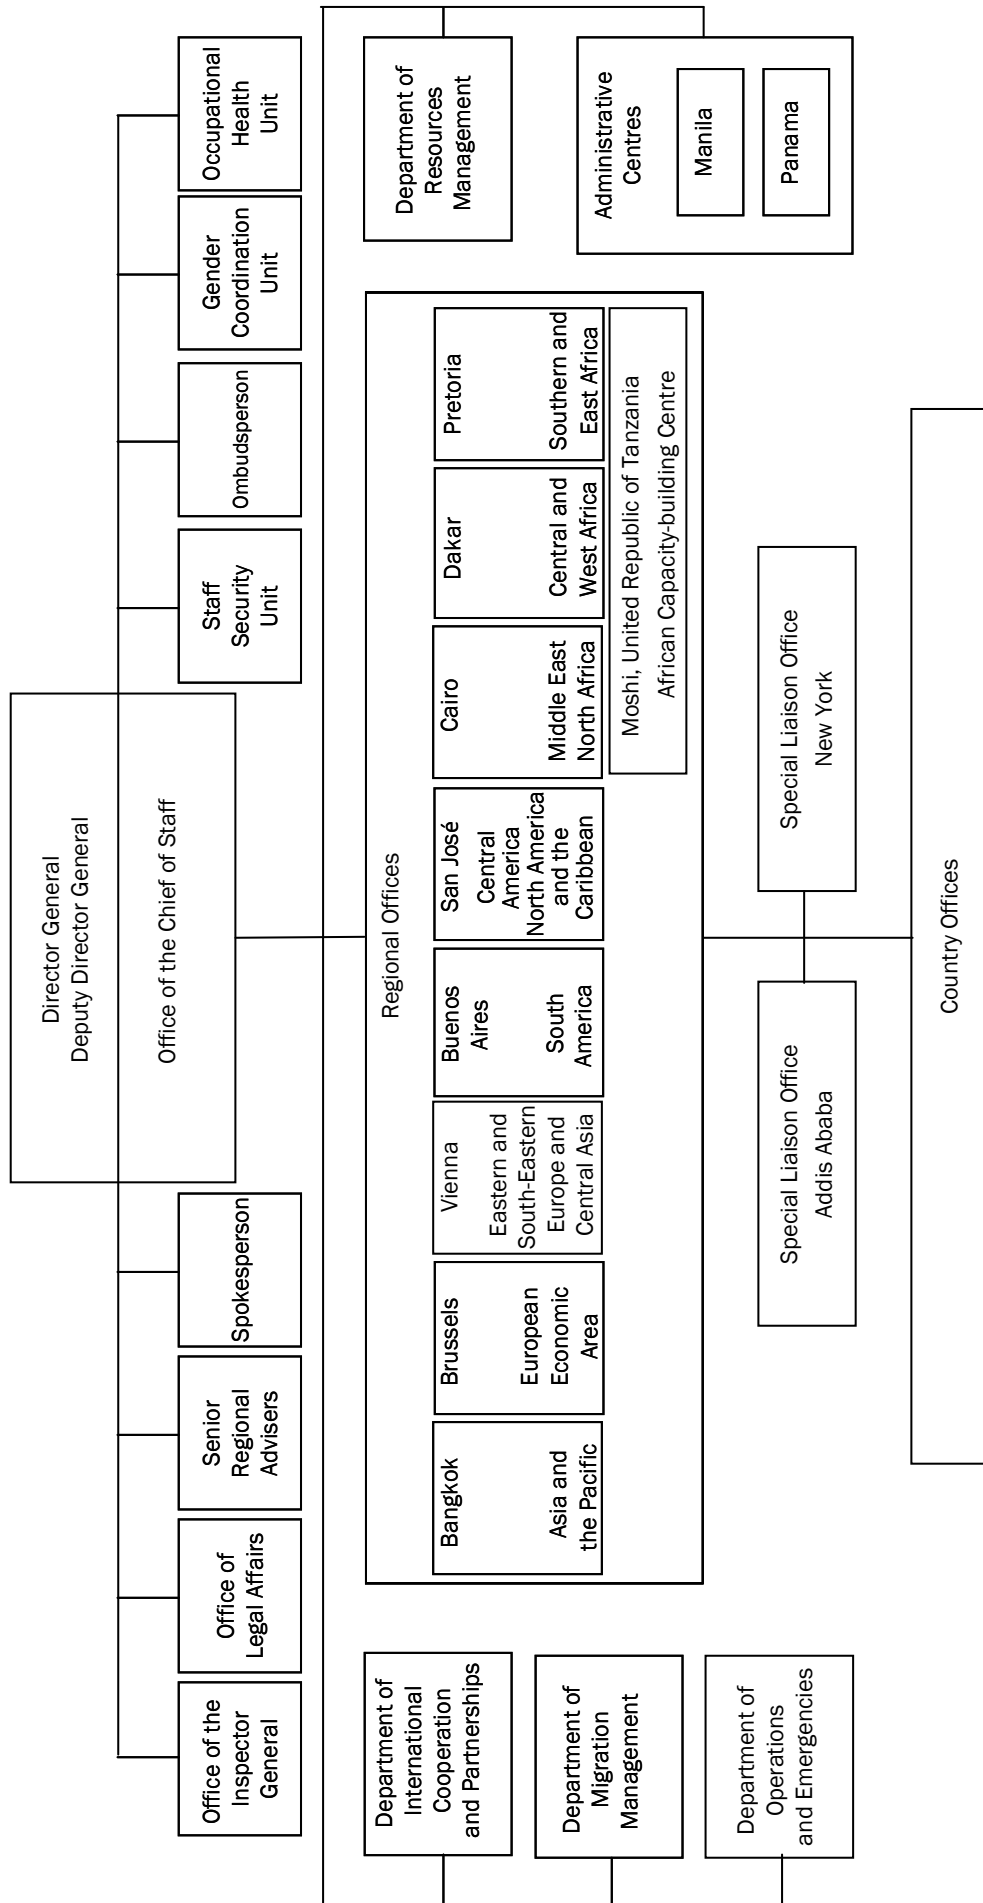 Director General
Deputy Director General
Office of the Chief of Staff
Office of the
Inspector
General
Office of
Legal Affairs
Senior
Regional
Advisers
Spokesperson
Staff
Security
Unit
Ombudsperson
Gender
Coordination
Unit
Occupational
Health
Unit
Department of
International
Cooperation
and Partnerships
Department of
Migration
Management
Department of
Operations
and Emergencies
Regional Offices
Bangkok
Asia and
the Pacific
Brussels
European
Economic
Area
Vienna
Eastern and
South-Eastern
Europe and
Central Asia
Buenos
Aires
South
America
San José
Central
America
North America
and the
Caribbean
Cairo
Middle East
North Africa
Dakar
Central and
West Africa
Pretoria
Southern and
East Africa
Moshi, United Republic of Tanzania
African Capacity-building Centre
Department of
Resources
Management
Administrative
Centres
Manila
Panama
Special Liaison Office
Addis Ababa
Special Liaison Office
New York
Country Offices